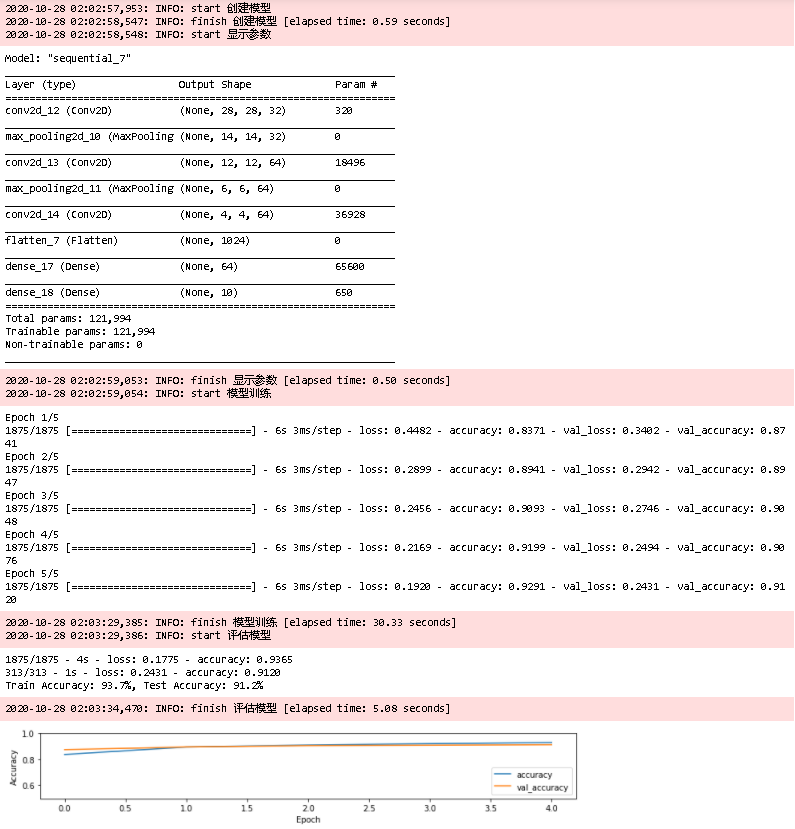 2020-10-28 02:02:57,953: INFO: start 创建模型
2020-10-28 02:02:58,547: INFO: finish 创建模型 [elapsed time: 0.59 seconds]
2020-10-28 02:02:58,548: INFO: start 显示参数
Model: "sequential_7"
Layer (type) Output Shape Param #
conv2d_12 (Conv2D) (None, 28, 28, 32) 320
max_pooling2d_10 (MaxPooling (None, 14, 14, 32) 0
conv2d_13 (Conv2D) (None, 12, 12, 64) 18496
max_pooling2d_11 (MaxPooling (None, 6, 6, 64) 0
conv2d_14 (Conv2D) (None, 4, 4, 64) 36928
flatten_7 (Flatten) (None, 1024) 0
dense_17 (Dense) (None, 64) 65600
dense_18 (Dense) (None, 10) 650
Total params: 121,994
Trainable params: 121,994
Non-trainable params: 0
2020-10-28 02:02:59,053: INFO: finish 显示参数 [elapsed time: 0.50 seconds]
2020-10-28 02:02:59,054: INFO: start 模型训练
Epoch 1/5
1875/1875 [==============================] - 6s 3ms/step - loss: 0.4482 - accuracy: 0.8371 - val_loss: 0.3402 - val_accuracy: 0.87
41
Epoch 2/5
1875/1875 [==============================] - 6s 3ms/step - loss: 0.2899 - accuracy: 0.8941 - val_loss: 0.2942 - val_accuracy: 0.89
47
Epoch 3/5
1875/1875 [==============================] - 6s 3ms/step - loss: 0.2456 - accuracy: 0.9093 - val_loss: 0.2746 - val_accuracy: 0.90
48
Epoch 4/5
1875/1875 [==============================] - 6s 3ms/step - loss: 0.2169 - accuracy: 0.9199 - val_loss: 0.2494 - val_accuracy: 0.90
76
Epoch 5/5
1875/1875 [==============================] - 6s 3ms/step - loss: 0.1920 - accuracy: 0.9291 - val_loss: 0.2431 - val_accuracy: 0.91
20
2020-10-28 02:03:29,385: INFO: finish 模型训练 [elapsed time: 30.33 seconds]
2020-10-28 02:03:29,386: INFO: start 评估模型
1875/1875 - 4s - loss: 0.1775 - accuracy: 0.9365
313/313 - 1s - loss: 0.2431 - accuracy: 0.9120
Train Accuracy: 93.7%, Test Accuracy: 91.2%
2020-10-28 02:03:34,470: INFO: finish 评估模型 [elapsed time: 5.08 seconds]
1.0
0.8
0.6
Accuracy
accuracy
val_accuracy
0.0 0.5 1.0 1.5 2.0 2.5 3.0 3.5 4.0
Epoch